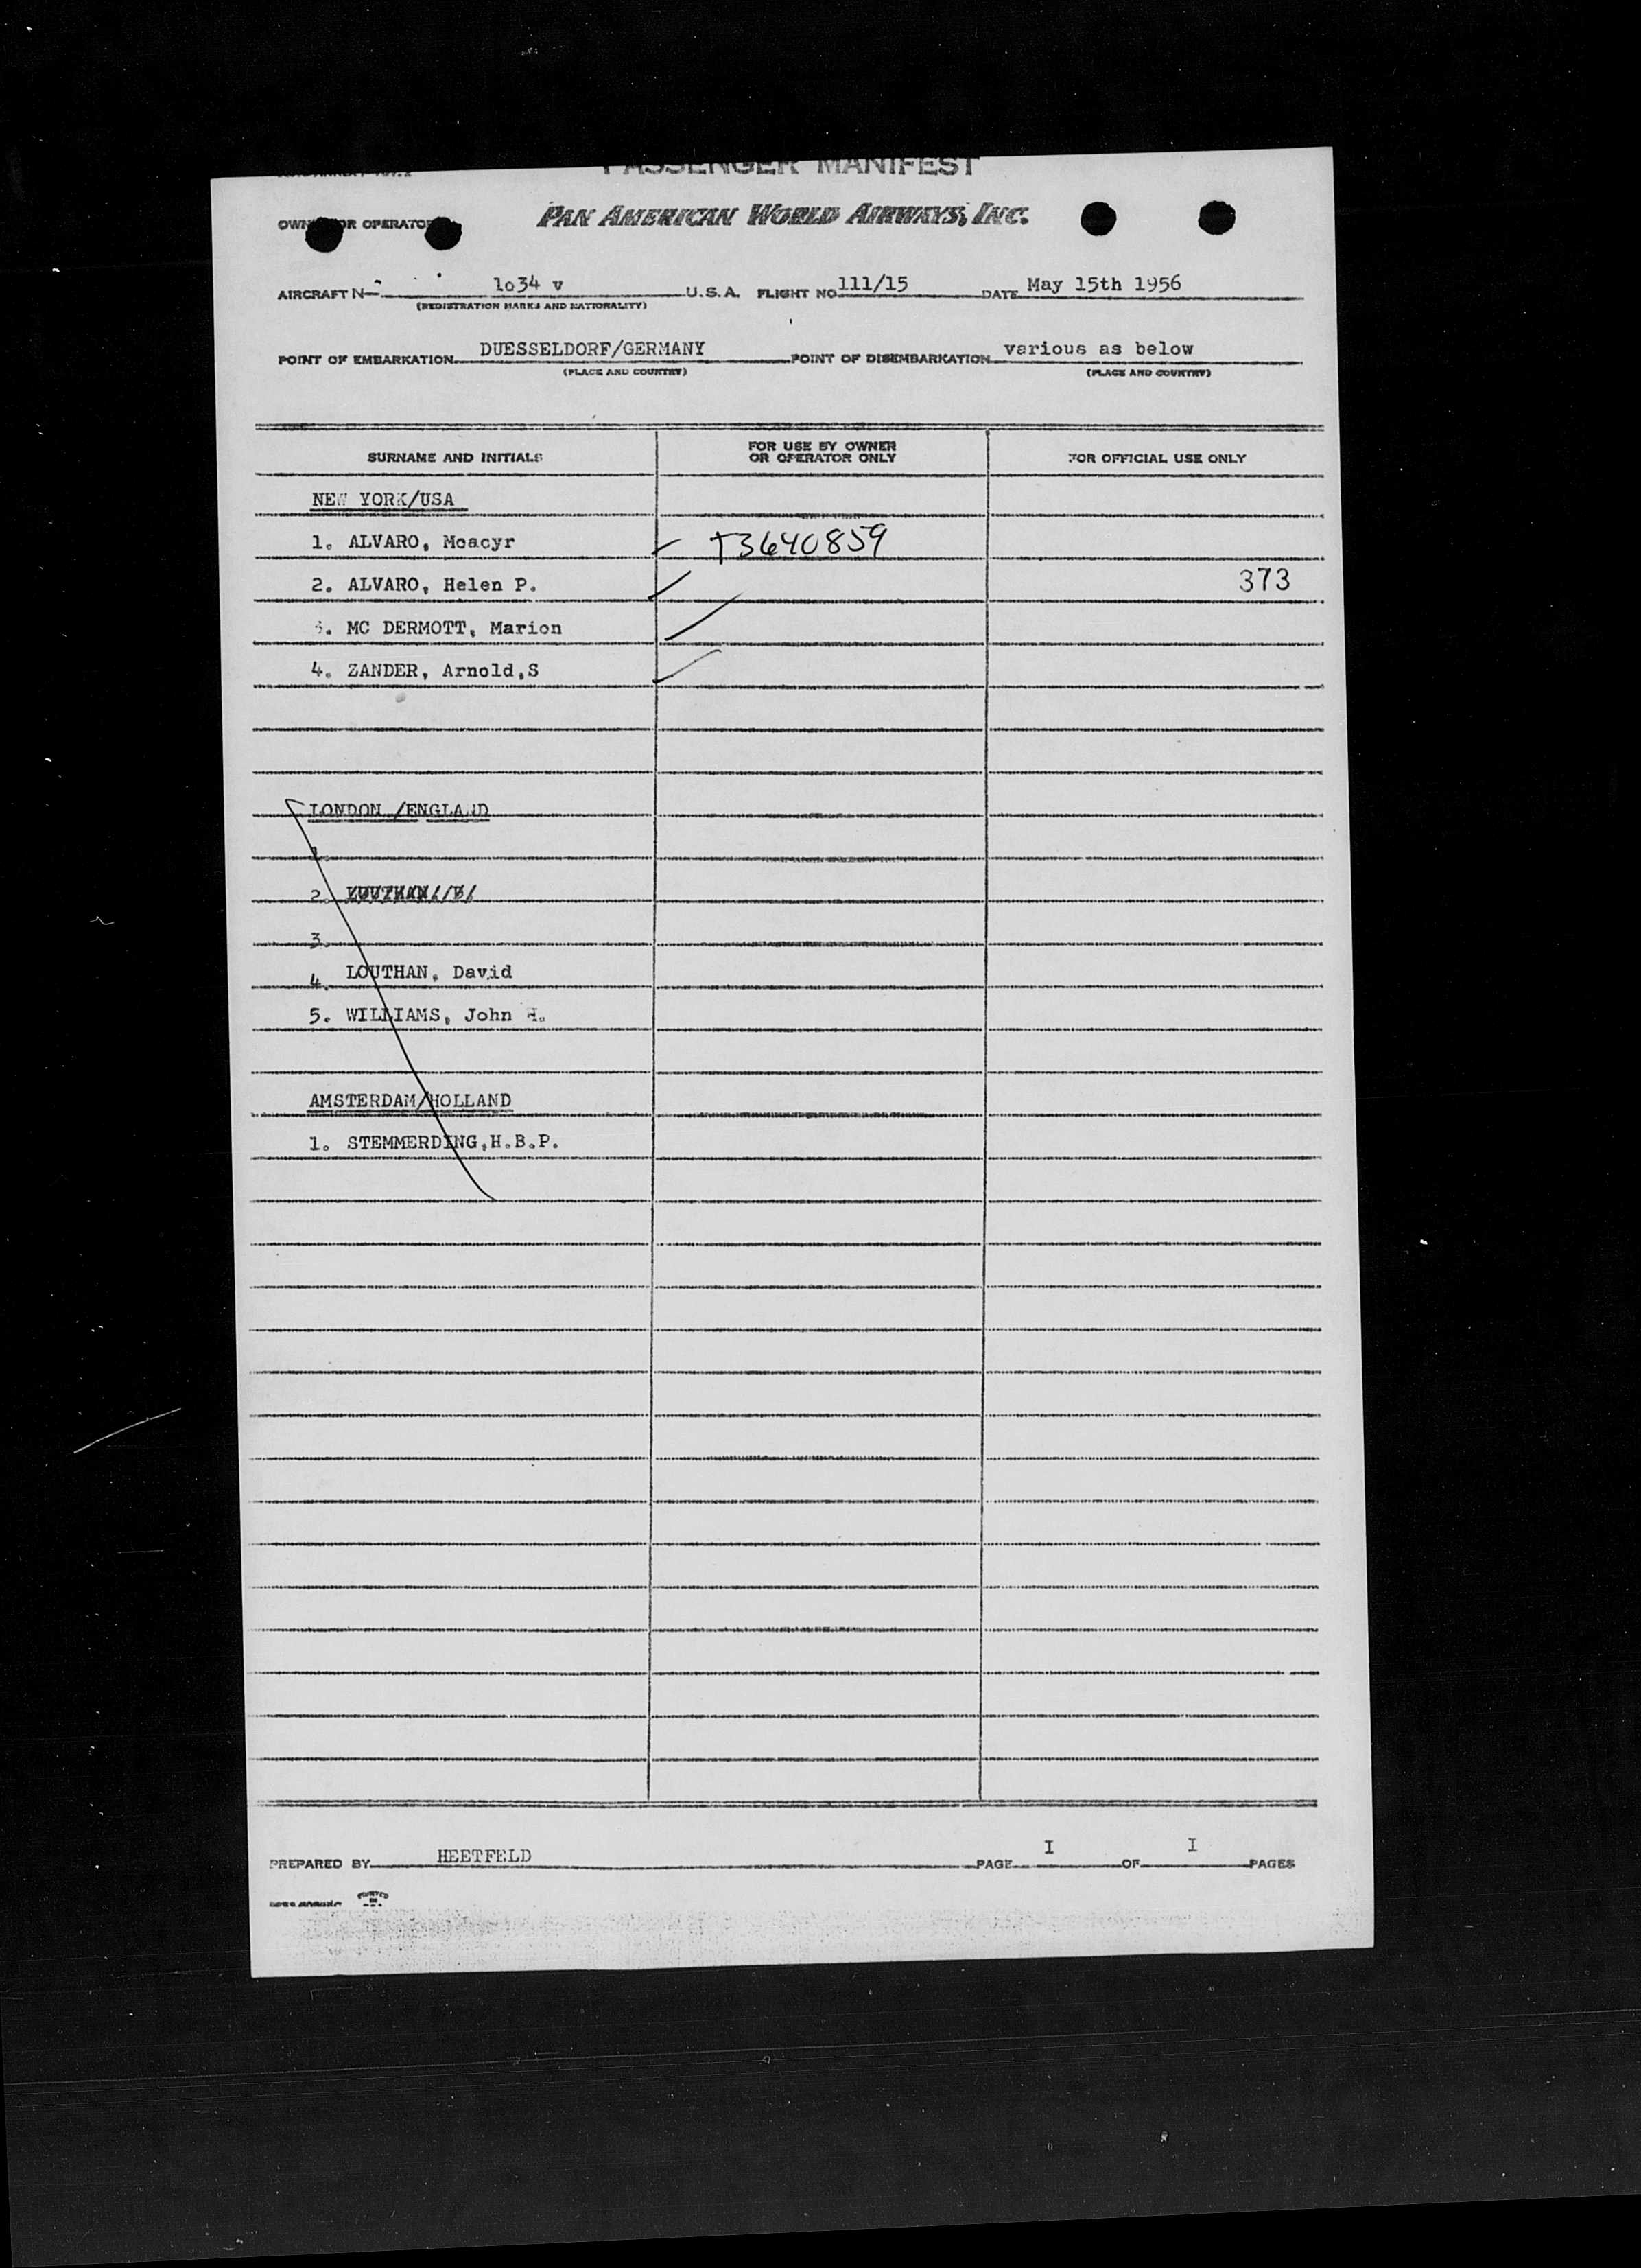 PASSENGER MANIFEST
OWNER OR OPERATOR PAN AMERICAN WORLD AIRWAYS, INC.
AIRCRAFT N- 1o34 v U.S.A. FLIGHT NO 111/15 DATE May 15th 1956
(REGISTRATION MARKS AND NATIONALITY)
POINT OF EMBARKATION DUESSELDORF/GERMANY POINT OF DISEMBARKATION various as below
(PLACE AND COUNTRY) (PLACE AND COUNTRY)
SURNAME AND INITIALS FOR USE BY OWNER OR OPERATOR ONLY FOR OFFICIAL USE ONLY
NEW YORK/USA
1. ALVARO, Moacyr T3640859
2. ALVARO, Helen P. 373
3. MC DERMOTT, Marion
4. ZANDER, Arnold,S
LONDON /ENGLAND
1.
2. LOUTHAN
3.
4. LOUTHAN, David
5. WILLIAMS, John H.
AMSTERDAM/HOLLAND
1. STEMMERDING,H.B.P.
PREPARED BY HEETFELD PAGE I OF I PAGES